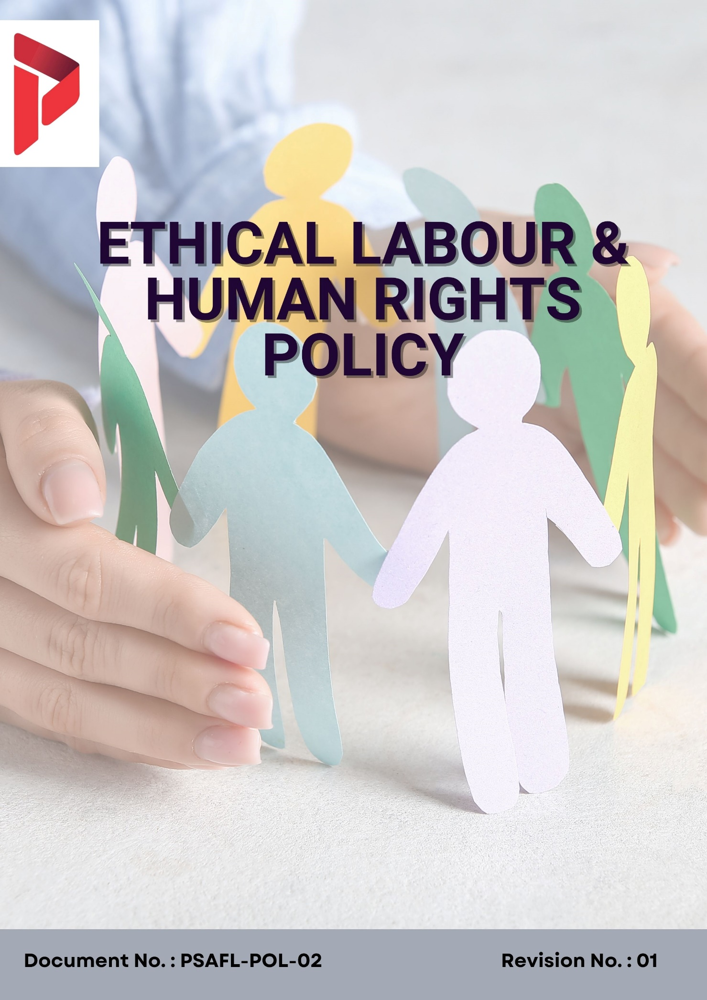 ETHICAL LABOUR &
HUMAN RIGHTS
POLICY
Document No. : PSAFL-POL-02
Revision No. : 01